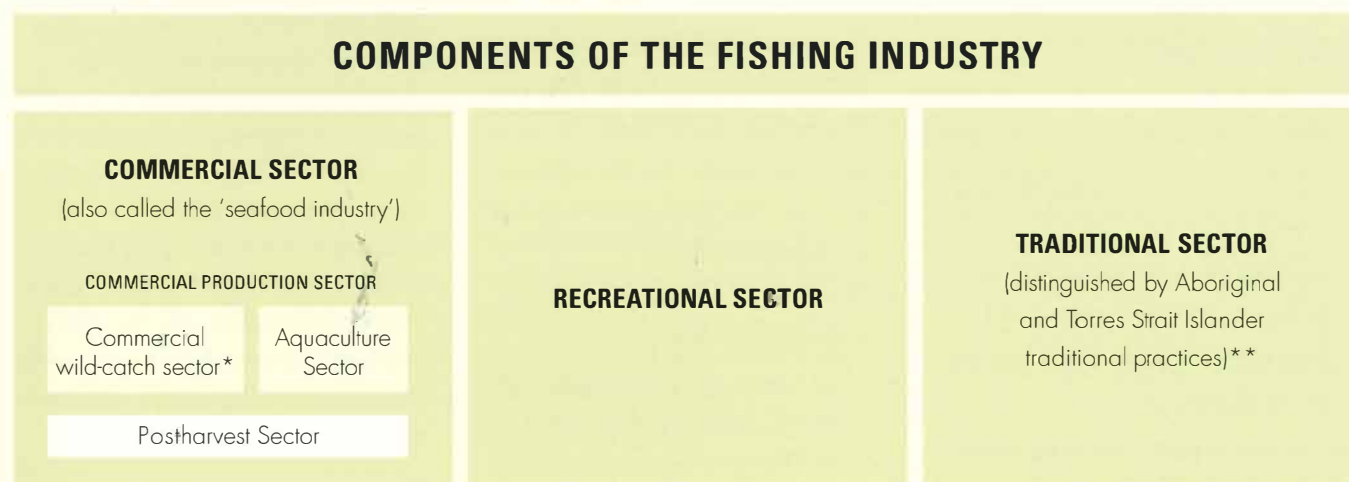 COMPONENTS OF THE FISHING INDUSTRY
COMMERCIAL SECTOR
(also called the 'seafood industry')
COMMERCIAL PRODUCTION SECTOR
Commercial
wild-catch sector*
Aquaculture
Sector
Postharvest Sector
RECREATIONAL SECTOR
TRADITIONAL SECTOR
(distinguished by Aboriginal
and Torres Strait Islander
traditional practices)**